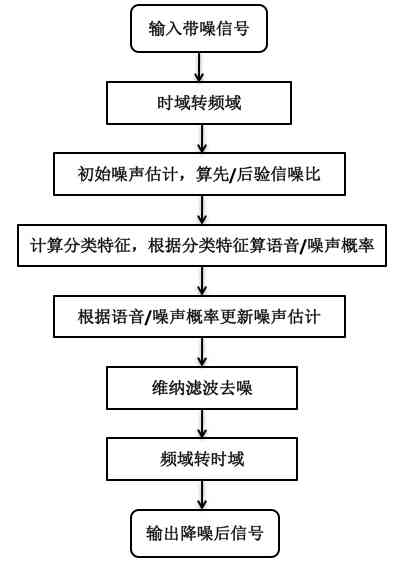 输入带噪信号
时域转频域
初始噪声估计，算先/后验信噪比
计算分类特征，根据分类特征算语音/噪声概率
根据语音/噪声概率更新噪声估计
维纳滤波去噪
频域转时域
输出降噪后信号